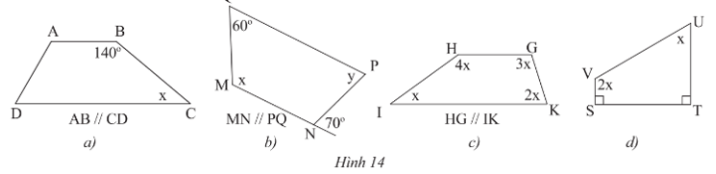 A B 140° x D C AB // CD a)
60° M x y P N 70° MN // PQ b)
H G 4x 3x I x 2x K HG // IK c)
U x V 2x S T d)
Hình 14